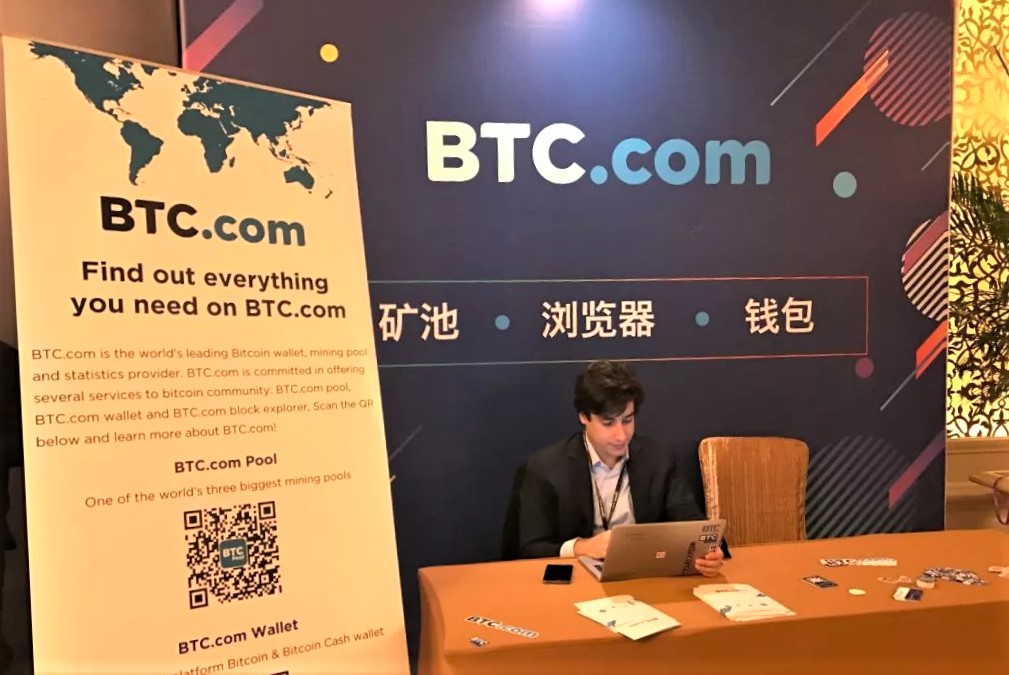 BTC.com
Find out everything
you need on BTC.com
BTC.com is the world's leading Bitcoin wallet, mining pool
and statistics provider. BTC.com is committed in offering
several services to bitcoin community: BTC.com pool,
BTC.com wallet and BTC.com block explorer, Scan the QR
below and learn more about BTC.com!
BTC.com Pool
One of the world's three biggest mining pools
BTC
Pool
BTC.com Wallet
Bitcoin & Bitcoin Cash wallet
BTC.com
矿池 • 浏览器 • 钱包
BTC
BTC.com